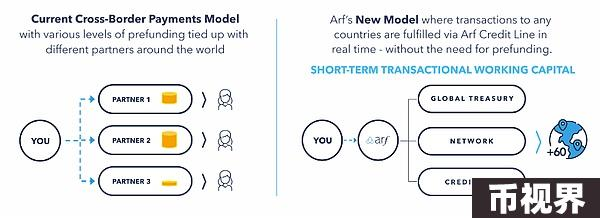 Current Cross-Border Payments Model
with various levels of prefunding tied up with
different partners around the world
YOU
PARTNER 1
PARTNER 2
PARTNER 3
Arf's New Model where transactions to any
countries are fulfilled via Arf Credit Line in
real time - without the need for prefunding.
SHORT-TERM TRANSACTIONAL WORKING CAPITAL
YOU
arf
GLOBAL TREASURY
NETWORK
+60
币视界